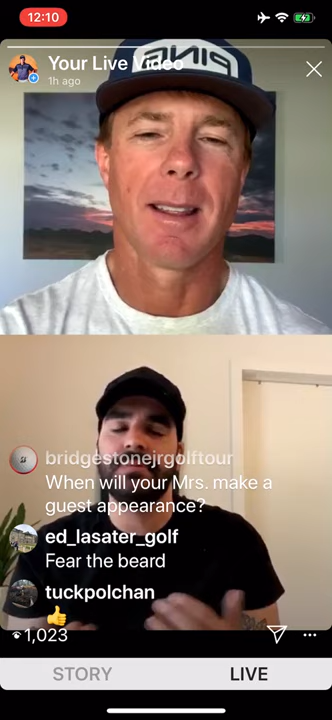 12:10
PING
Your Live Video
1h ago
bridgestonejrgolftour
When will your Mrs. make a
guest appearance?
ed_lasater_golf
Fear the beard
tuckpolchan
👍
1,023
STORY
LIVE